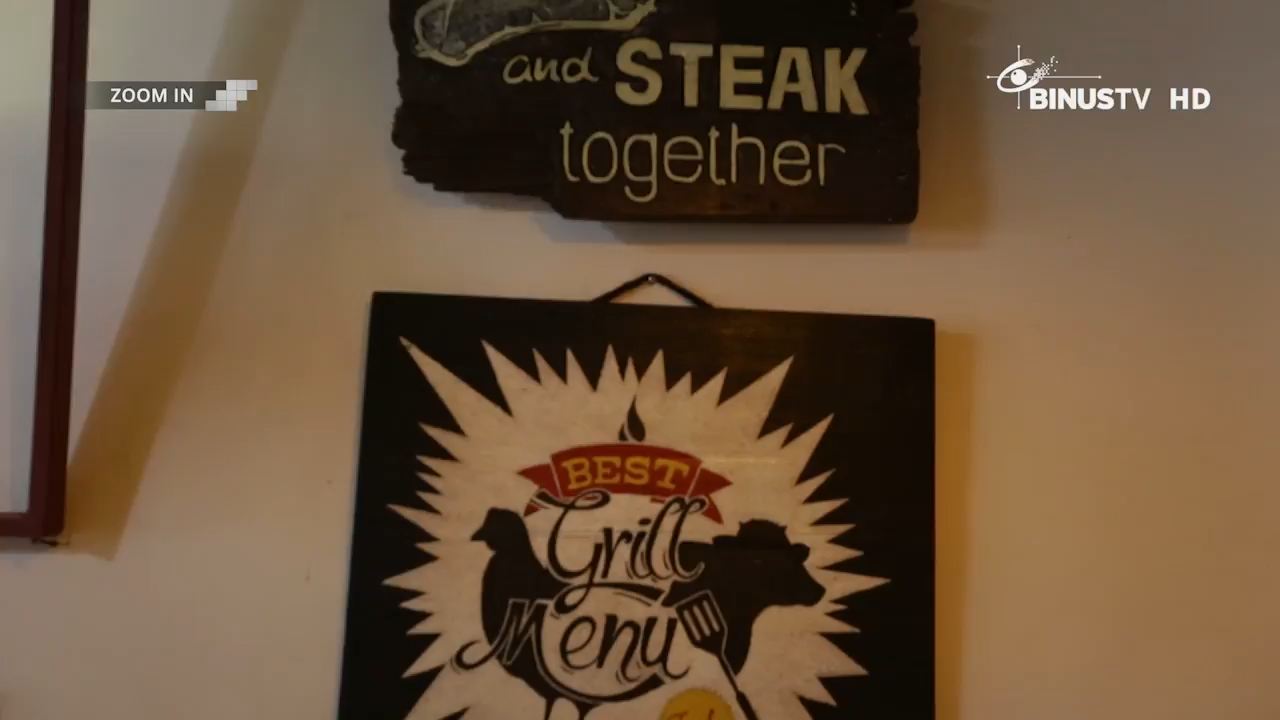 and STEAK
together
ZOOM IN
BINUSTV HD
BEST
Grill
Menu